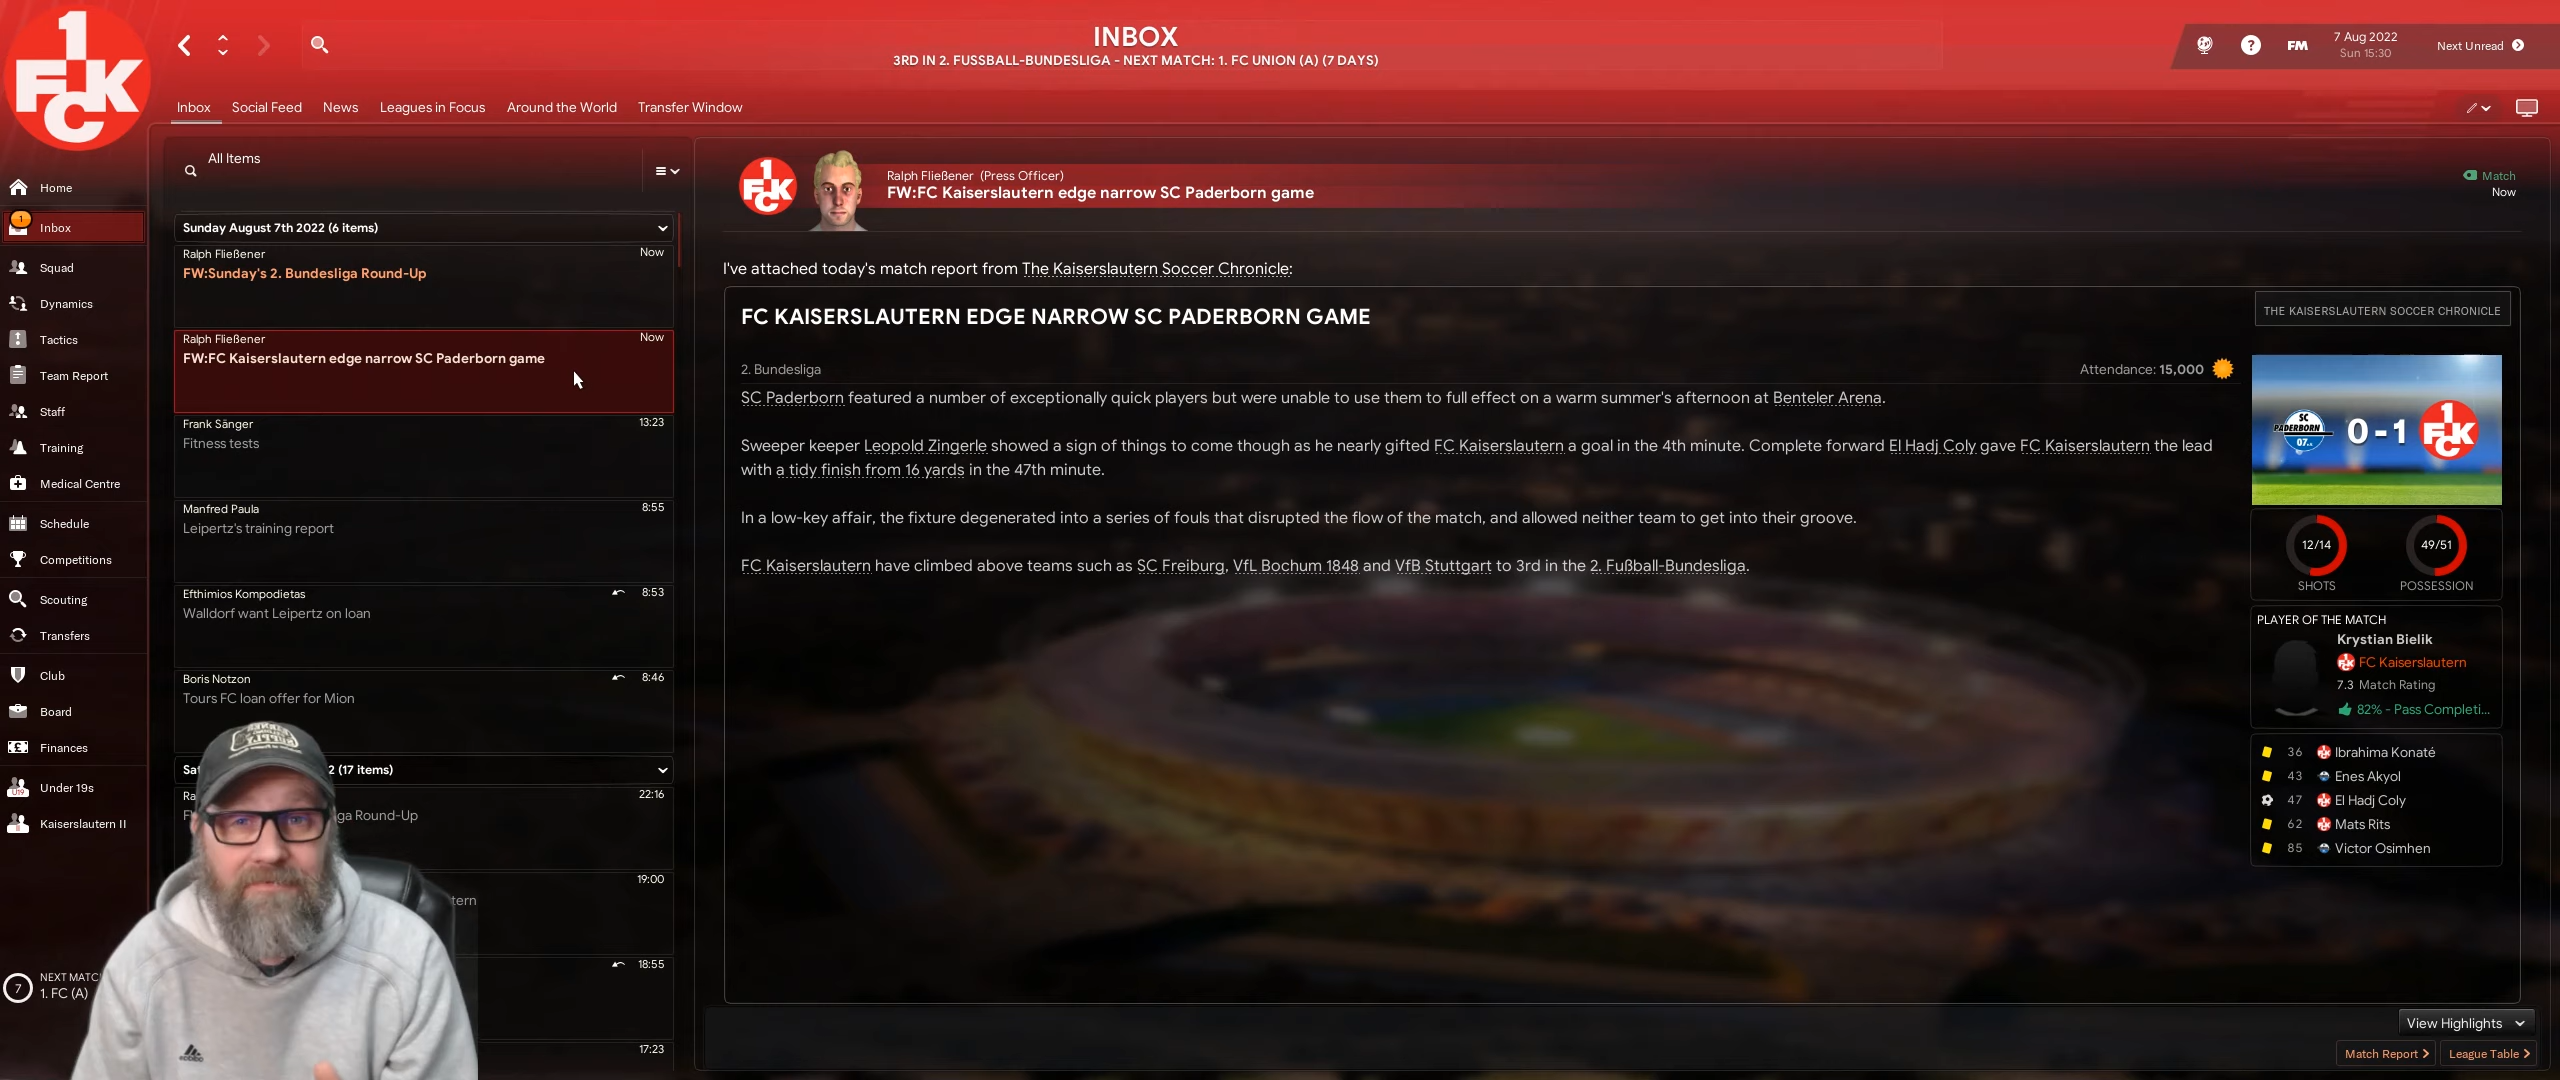 INBOX
3RD IN 2. FUSSBALL-BUNDESLIGA - NEXT MATCH: 1. FC UNION (A) (7 DAYS)
FM
7 Aug 2022
Sun 15:30
Next Unread
1
FCK
Inbox
Social Feed
News
Leagues in Focus
Around the World
Transfer Window
Home
1
Inbox
Squad
Dynamics
Tactics
Team Report
Staff
Training
Medical Centre
Schedule
Competitions
Scouting
Transfers
Club
Board
Finances
Under 19s
Kaiserslautern II
7
NEXT MATC
1. FC (A)
All Items
Sunday August 7th 2022 (6 items)
Ralph Fließener
Now
FW:Sunday's 2. Bundesliga Round-Up
Ralph Fließener
Now
FW:FC Kaiserslautern edge narrow SC Paderborn game
Frank Sänger
13:23
Fitness tests
Manfred Paula
8:55
Leipertz's training report
Efthimios Kompodietas
8:53
Walldorf want Leipertz on loan
Boris Notzon
8:46
Tours FC loan offer for Mion
Sat
2 (17 items)
Ra
22:16
ga Round-Up
19:00
tern
18:55
17:23
Ralph Fließener (Press Officer)
FW:FC Kaiserslautern edge narrow SC Paderborn game
Match
Now
I've attached today's match report from The Kaiserslautern Soccer Chronicle:
FC KAISERSLAUTERN EDGE NARROW SC PADERBORN GAME
THE KAISERSLAUTERN SOCCER CHRONICLE
2. Bundesliga
Attendance: 15,000
SC Paderborn featured a number of exceptionally quick players but were unable to use them to full effect on a warm summer's afternoon at Benteler Arena.
Sweeper keeper Leopold Zingerle showed a sign of things to come though as he nearly gifted FC Kaiserslautern a goal in the 4th minute. Complete forward El Hadj Coly gave FC Kaiserslautern the lead
with a tidy finish from 16 yards in the 47th minute.
In a low-key affair, the fixture degenerated into a series of fouls that disrupted the flow of the match, and allowed neither team to get into their groove.
FC Kaiserslautern have climbed above teams such as SC Freiburg, VfL Bochum 1848 and VfB Stuttgart to 3rd in the 2. Fußball-Bundesliga.
SC
PADERBORN
07
0 - 1
12/14
SHOTS
49/51
POSSESSION
PLAYER OF THE MATCH
Krystian Bielik
FC Kaiserslautern
7.3 Match Rating
82% - Pass Completi...
36 Ibrahima Konaté
43 Enes Akyol
47 El Hadj Coly
62 Mats Rits
85 Victor Osimhen
View Highlights
Match Report
League Table